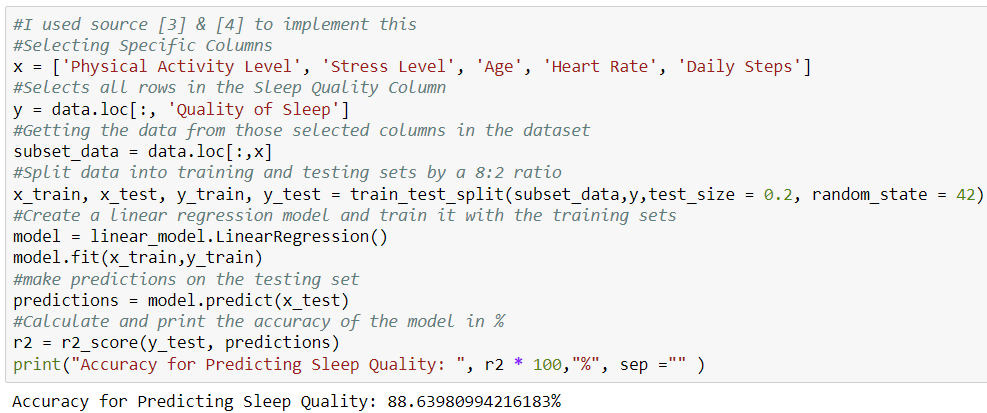 #I used source [3] & [4] to implement this
#Selecting Specific Columns
x = ['Physical Activity Level', 'Stress Level', 'Age', 'Heart Rate', 'Daily Steps']
#Selects all rows in the Sleep Quality Column
y = data.loc[:, 'Quality of Sleep']
#Getting the data from those selected columns in the dataset
subset_data = data.loc[:,x]
#Split data into training and testing sets by a 8:2 ratio
x_train, x_test, y_train, y_test = train_test_split(subset_data,y,test_size = 0.2, random_state = 42)
#Create a linear regression model and train it with the training sets
model = linear_model.LinearRegression()
model.fit(x_train,y_train)
#make predictions on the testing set
predictions = model.predict(x_test)
#Calculate and print the accuracy of the model in %
r2 = r2_score(y_test, predictions)
print("Accuracy for Predicting Sleep Quality: ", r2 * 100,"%", sep ="" )
Accuracy for Predicting Sleep Quality: 88.63980994216183%